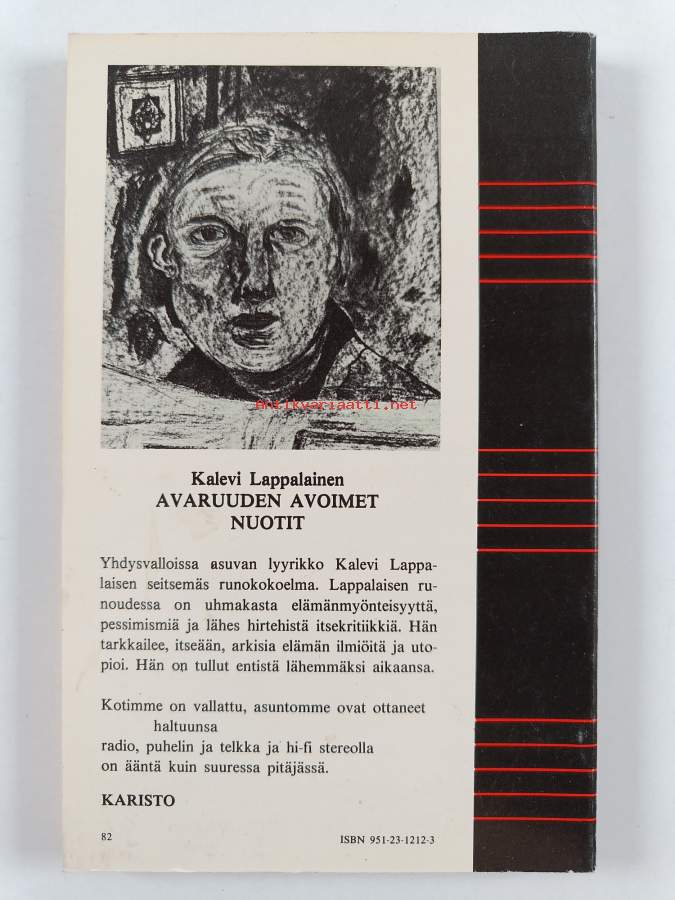 Antikvariaatti.net
Kalevi Lappalainen
AVARUUDEN AVOIMET
NUOTIT
Yhdysvalloissa asuvan lyyrikko Kalevi Lappa-
laisen seitsemäs runokokoelma. Lappalaisen ru-
noudessa on uhmakasta elämänmyönteisyyttä,
pessimismiä ja lähes hirtehistä itsekritiikkiä. Hän
tarkkailee, itseään, arkisia elämän ilmiöitä ja uto-
pioi. Hän on tullut entistä lähemmäksi aikaansa.
Kotimme on vallattu, asuntomme ovat ottaneet
haltuunsa
radio, puhelin ja telkka ja hi-fi stereolla
on ääntä kuin suuressa pitäjässä.
KARISTO
82 ISBN 951-23-1212-3